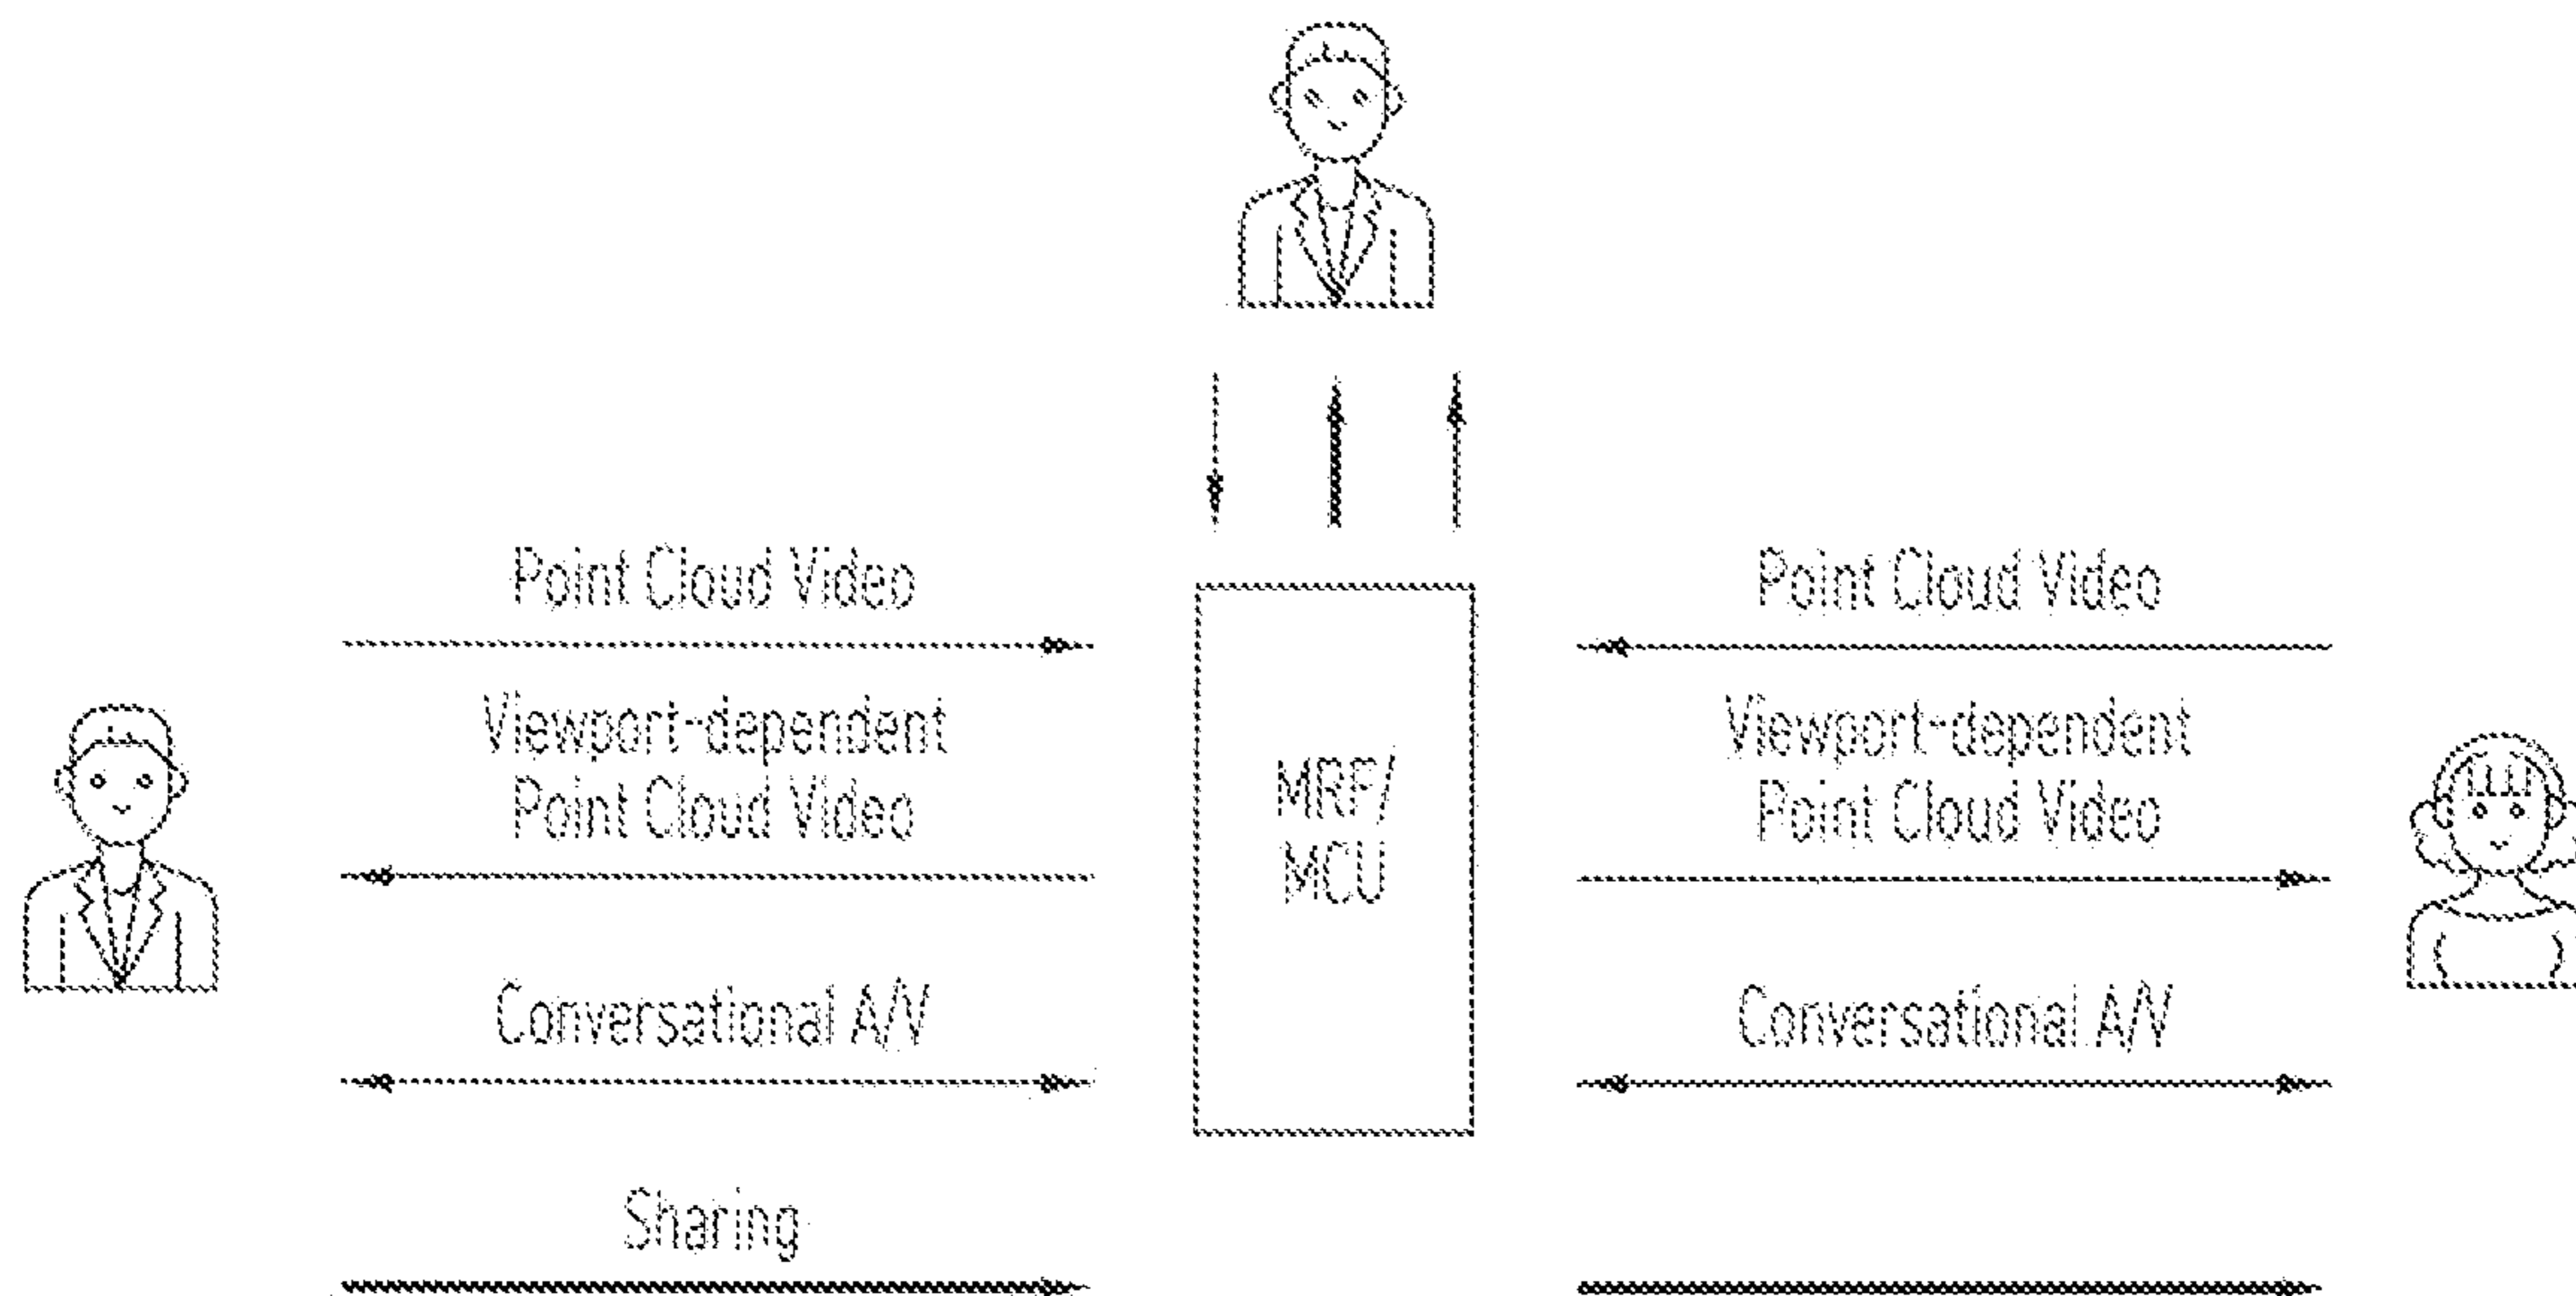 Point Cloud Video
Viewport-dependent
Point Cloud Video
Conversational A/V
Sharing
MRF/
MCU
Point Cloud Video
Viewport-dependent
Point Cloud Video
Conversational A/V